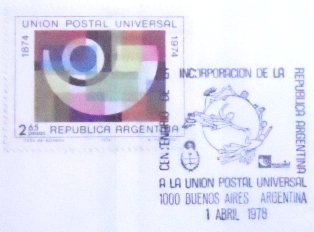 UNION POSTAL UNIVERSAL
1874
1974
2,65
PESOS
REPUBLICA ARGENTINA
CENTENARIO DE LA INCORPORACION DE LA REPUBLICA ARGENTINA
A LA UNION POSTAL UNIVERSAL
1000 BUENOS AIRES ARGENTINA
1 ABRIL 1978